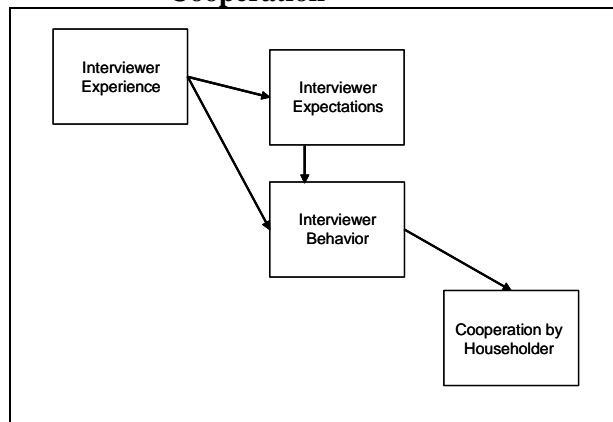 Cooperation
Interviewer
Experience
Interviewer
Expectations
Interviewer
Behavior
Cooperation by
Householder